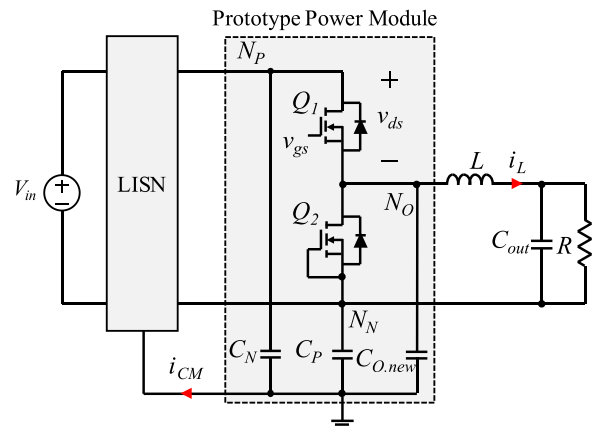 Prototype Power Module
N_P
+
Q_1
v_ds
v_gs
−
L
i_L
V_in
+
−
LISN
N_O
Q_2
C_out
R
N_N
C_N
C_P
C_O.new
i_CM